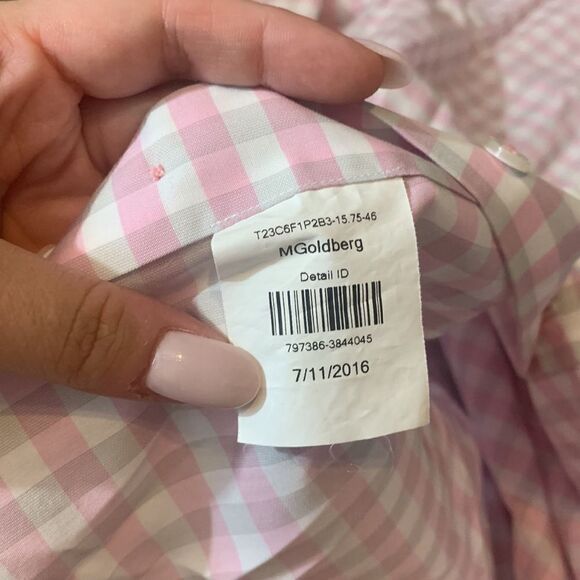 T23C6F1P2B3-15.75-46
MGoldberg
Detail ID
797386-3844045
7/11/2016